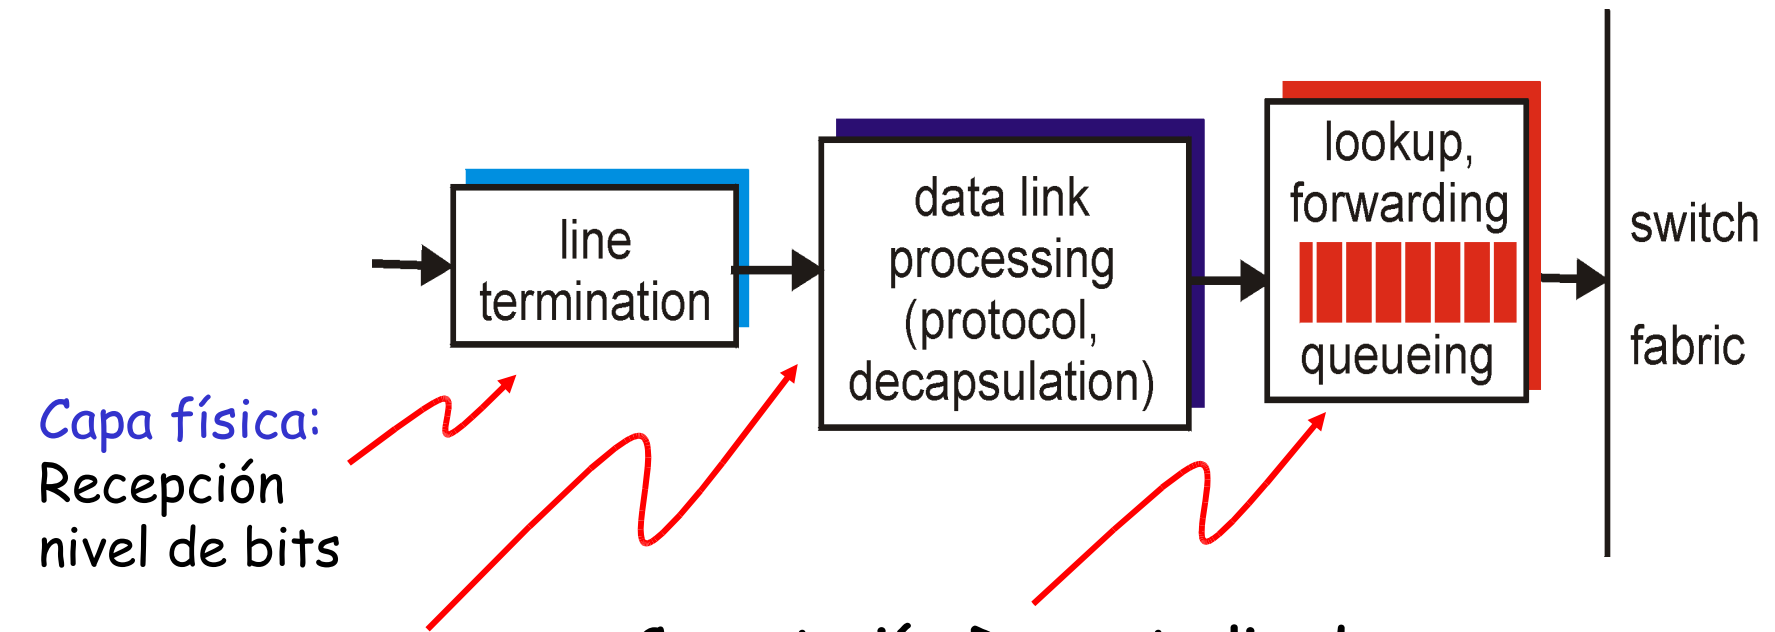 line
termination
data link
processing
(protocol,
decapsulation)
lookup,
forwarding
queueing
switch
fabric
Capa física:
Recepción
nivel de bits